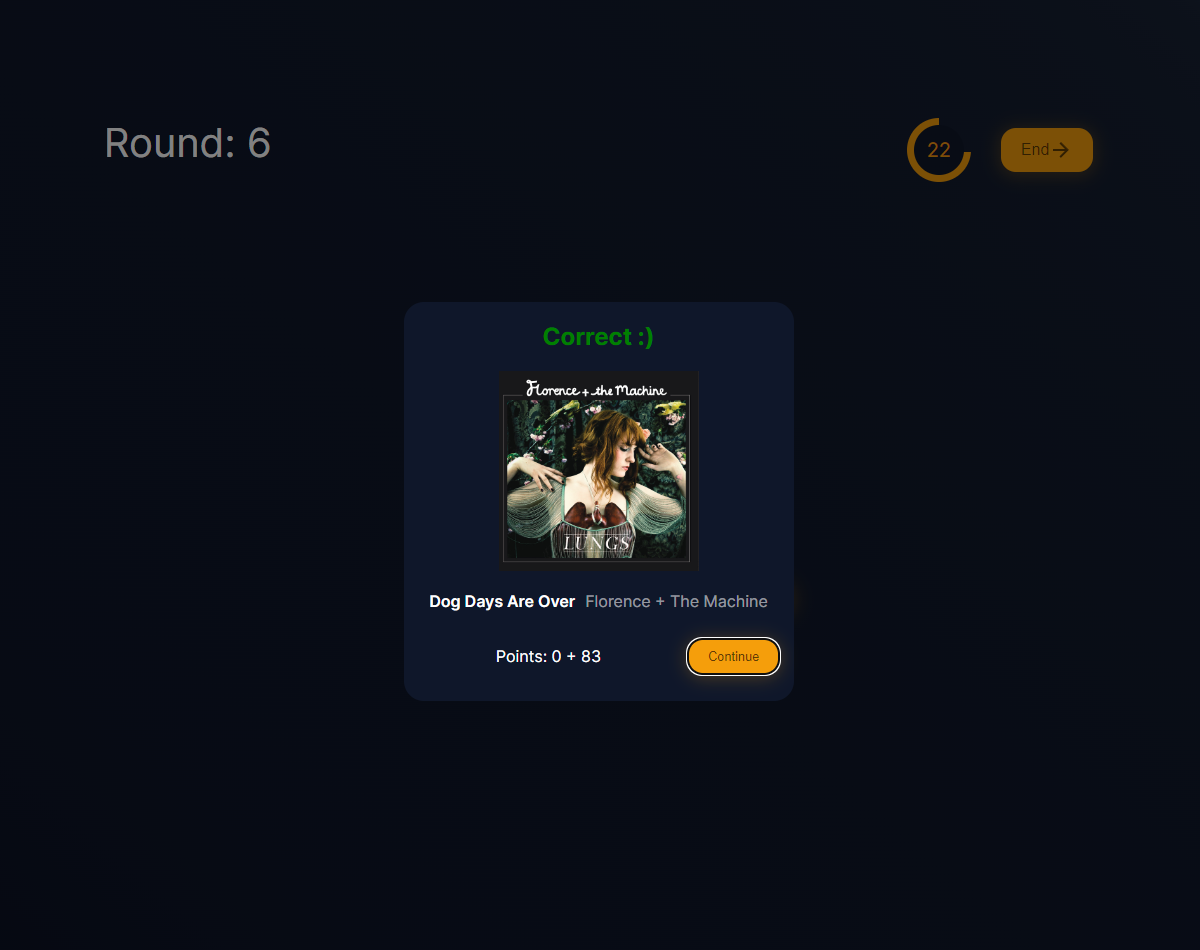 Round: 6
22
End
Correct :)
Florence + the Machine
LUNGS
Dog Days Are Over Florence + The Machine
Points: 0 + 83
Continue